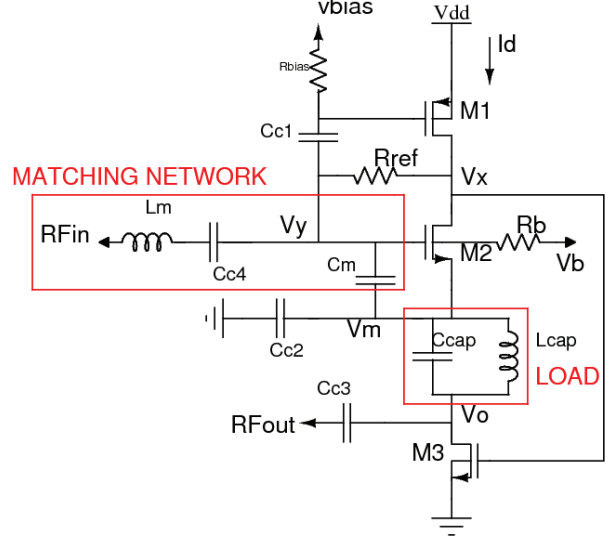 vbias
Vdd
Id
Rbias
M1
Cc1
Rref
Vx
MATCHING NETWORK
Lm
RFin
Vy
Rb
Cc4
Cm
M2
Vb
Vm
Cc2
Ccap
Lcap
LOAD
Cc3
Vo
RFout
M3